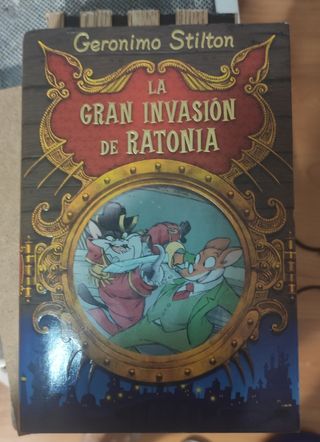 Geronimo Stilton
LA
GRAN INVASIÓN
DE RATONIA